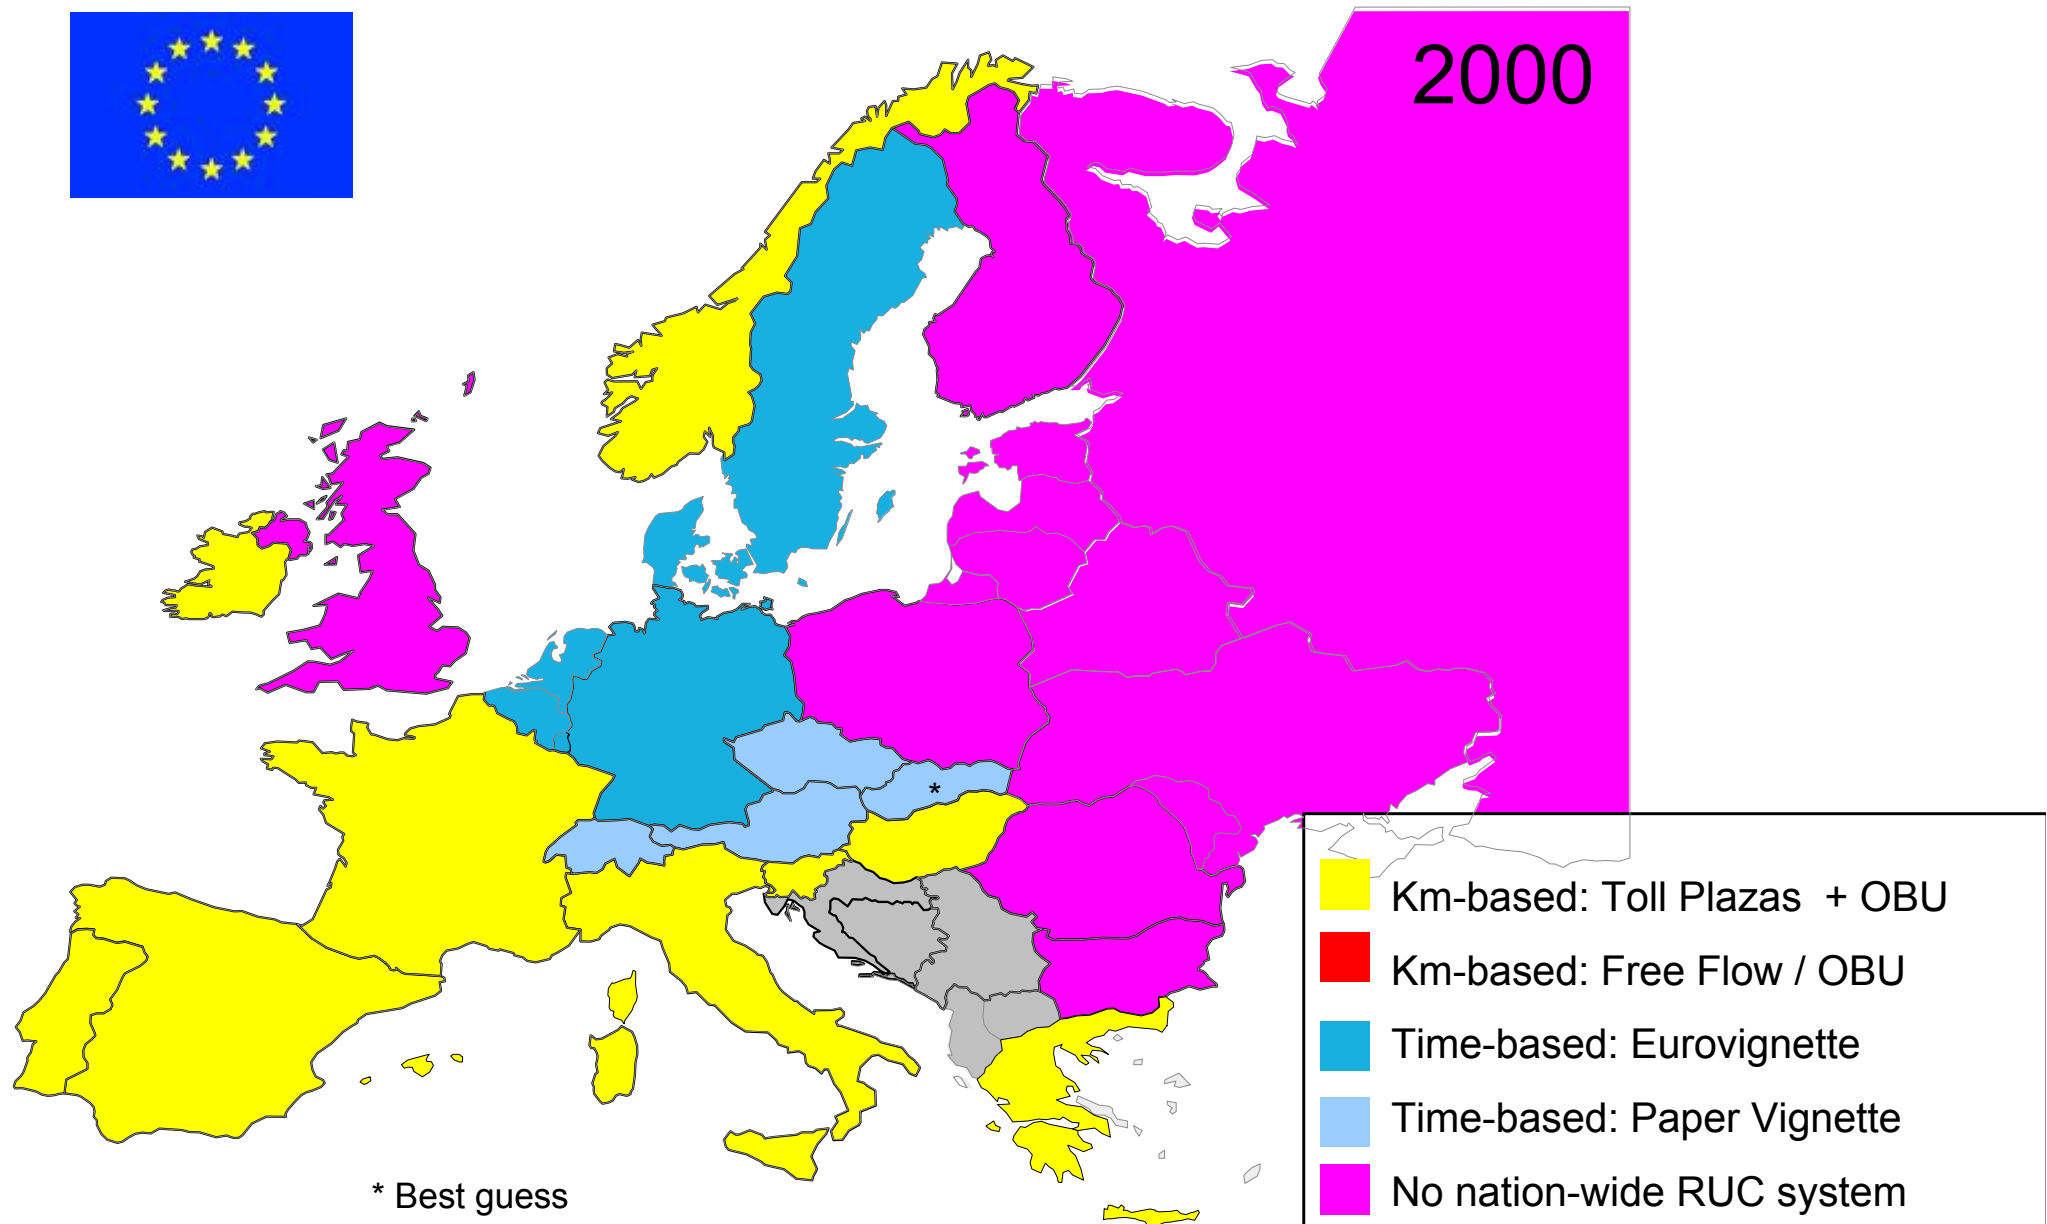 2000
*
Km-based: Toll Plazas + OBU
Km-based: Free Flow / OBU
Time-based: Eurovignette
Time-based: Paper Vignette
No nation-wide RUC system
* Best guess